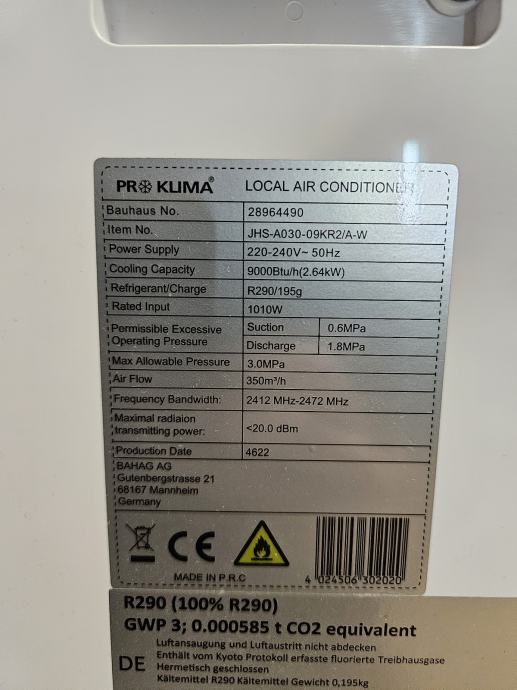 PROKLIMA® LOCAL AIR CONDITIONER
Bauhaus No. 28964490
Item No. JHS-A030-09KR2/A-W
Power Supply 220-240V~ 50Hz
Cooling Capacity 9000Btu/h(2.64kW)
Refrigerant/Charge R290/195g
Rated Input 1010W
Permissible Excessive Operating Pressure Suction 0.6MPa
Discharge 1.8MPa
Max Allowable Pressure 3.0MPa
Air Flow 350m³/h
Frequency Bandwidth: 2412 MHz-2472 MHz
Maximal radiaion
transmitting power: <20.0 dBm
Production Date 4622
BAHAG AG
Gutenbergstrasse 21
68167 Mannheim
Germany
CE
MADE IN P.R.C
4 024506 302020
R290 (100% R290)
GWP 3; 0.000585 t CO2 equivalent
DE
Luftansaugung und Luftaustritt nicht abdecken
Enthält vom Kyoto Protokoll erfasste fluorierte Treibhausgase
Hermetisch geschlossen
Kältemittel R290 Kältemittel Gewicht 0,195kg